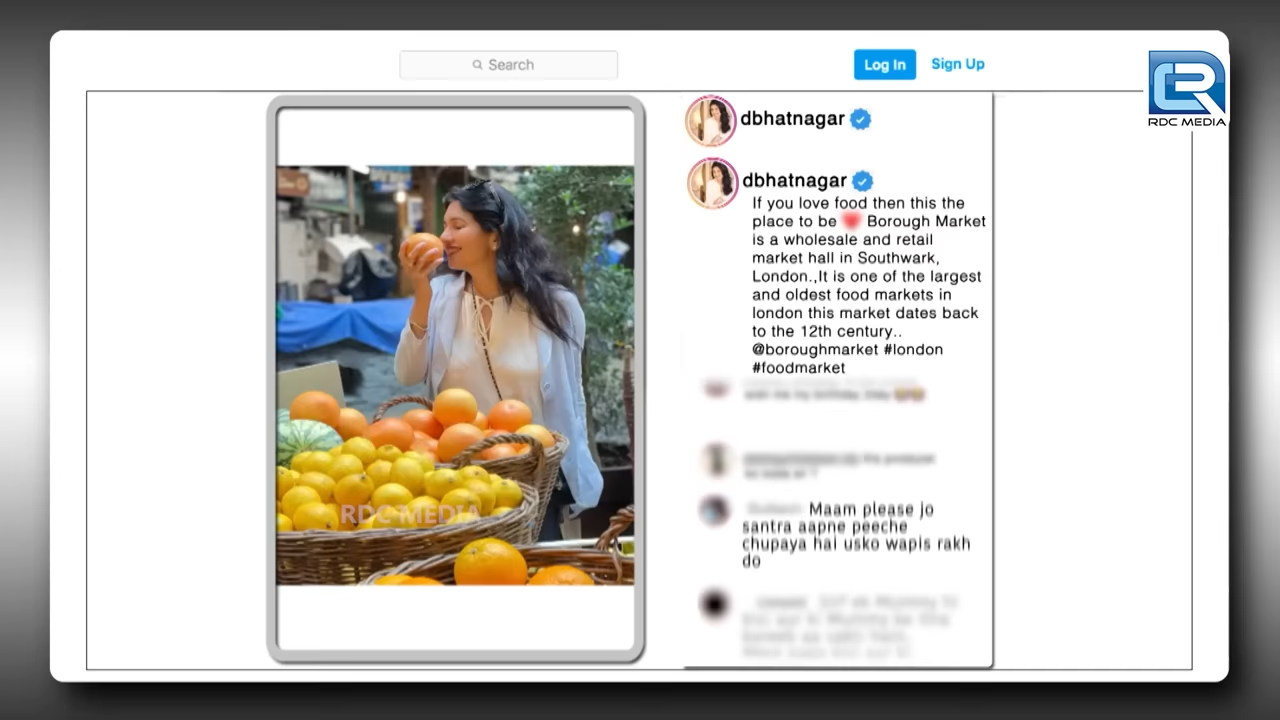 Search
Log In
Sign Up
RDC MEDIA
dbhatnagar
dbhatnagar
If you love food then this the
place to be Borough Market
is a wholesale and retail
market hall in Southwark,
London.,It is one of the largest
and oldest food markets in
london this market dates back
to the 12th century..
@boroughmarket #london
#foodmarket
Maam please jo
santra aapne peeche
chupaya hai usko wapis rakh
do
RDC MEDIA